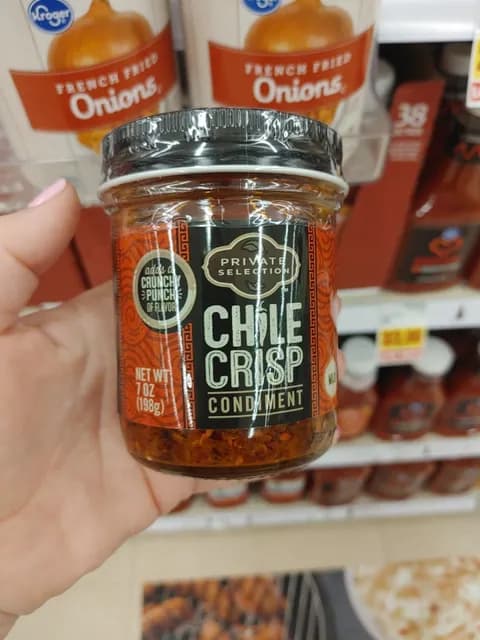 Kroger
FRENCH FRIED
Onions
FRENCH FRIED
Onions
38
PRIVATE
SELECTION
adds a
CRUNCHY
PUNCH
OF FLAVOR
CHILE
CRISP
CONDIMENT
NET WT
7 OZ
(198g)